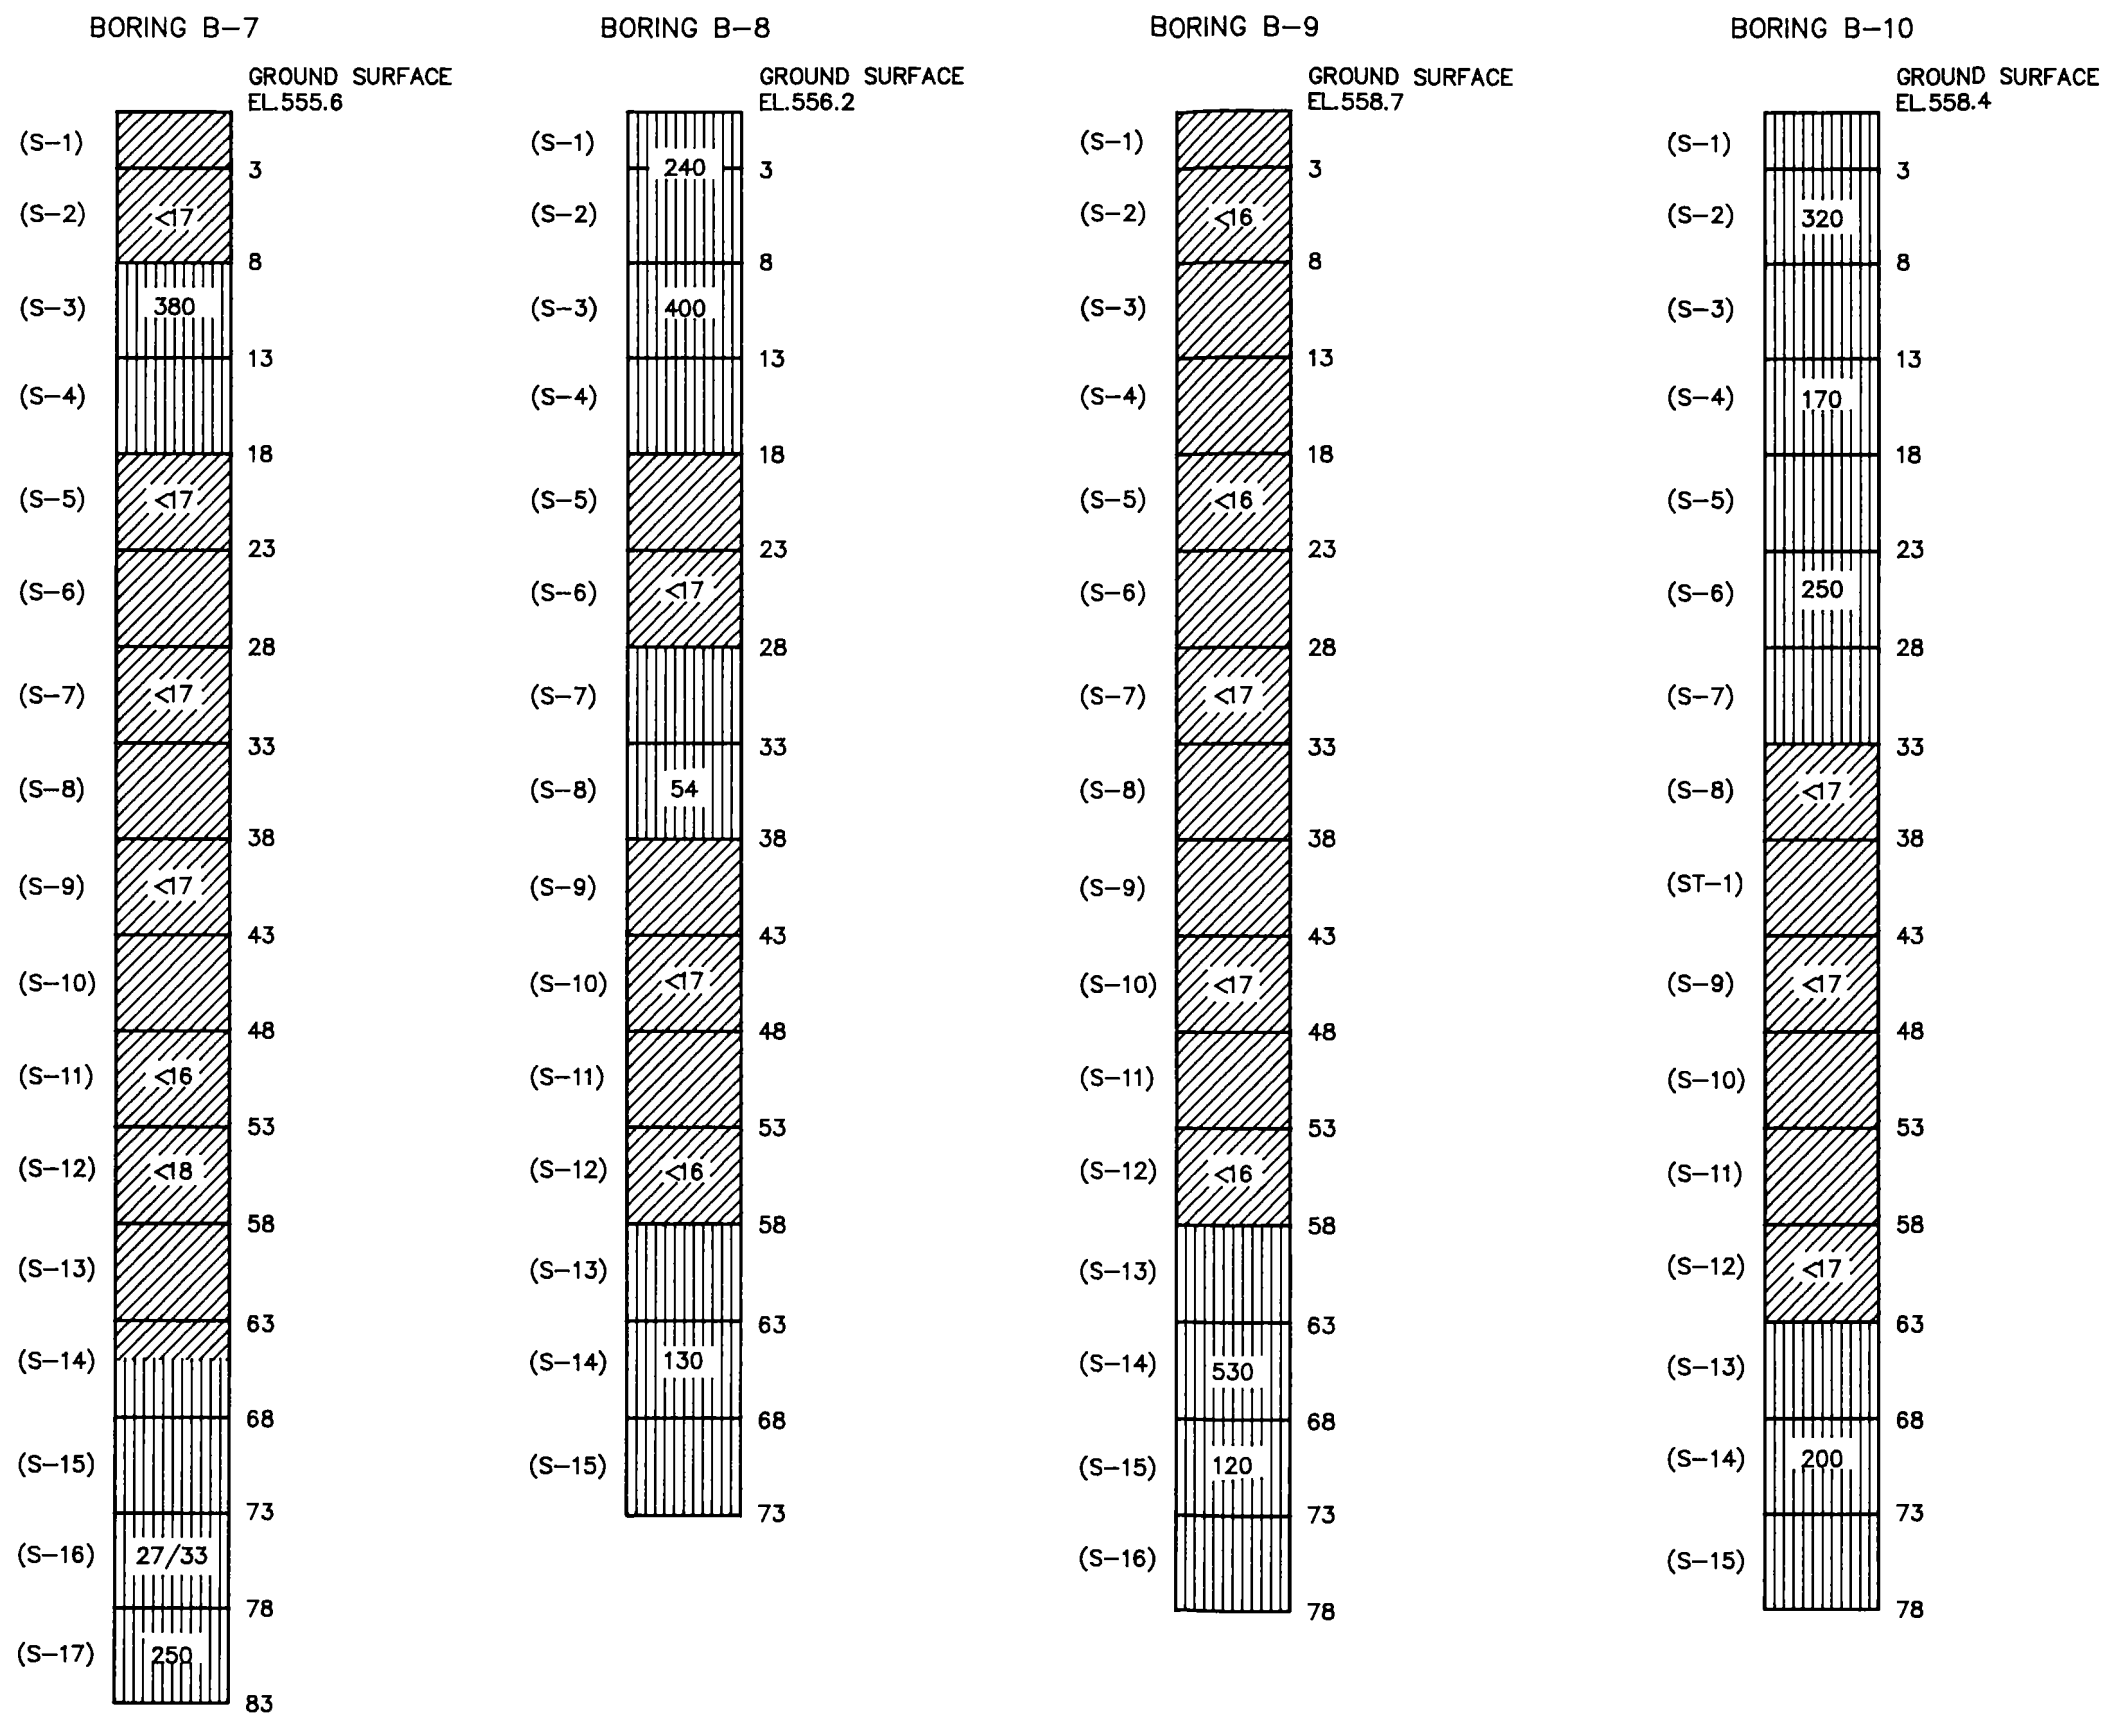 BORING B-7
GROUND SURFACE
EL.555.6
(S-1)
3
(S-2)
<17
8
(S-3)
380
13
(S-4)
18
(S-5)
<17
23
(S-6)
28
(S-7)
<17
33
(S-8)
38
(S-9)
<17
43
(S-10)
48
(S-11)
<16
53
(S-12)
<18
58
(S-13)
63
(S-14)
68
(S-15)
73
(S-16)
27/33
78
(S-17)
250
83
BORING B-8
GROUND SURFACE
EL.556.2
(S-1)
240
3
(S-2)
8
(S-3)
400
13
(S-4)
18
(S-5)
23
(S-6)
<17
28
(S-7)
33
(S-8)
54
38
(S-9)
43
(S-10)
<17
48
(S-11)
53
(S-12)
<16
58
(S-13)
63
(S-14)
130
68
(S-15)
73
BORING B-9
GROUND SURFACE
EL.558.7
(S-1)
3
(S-2)
<16
8
(S-3)
13
(S-4)
18
(S-5)
<16
23
(S-6)
28
(S-7)
<17
33
(S-8)
38
(S-9)
43
(S-10)
<17
48
(S-11)
53
(S-12)
<16
58
(S-13)
63
(S-14)
530
68
(S-15)
120
73
(S-16)
78
BORING B-10
GROUND SURFACE
EL.558.4
(S-1)
3
(S-2)
320
8
(S-3)
13
(S-4)
170
18
(S-5)
23
(S-6)
250
28
(S-7)
33
(S-8)
<17
38
(ST-1)
43
(S-9)
<17
48
(S-10)
53
(S-11)
58
(S-12)
<17
63
(S-13)
68
(S-14)
200
73
(S-15)
78